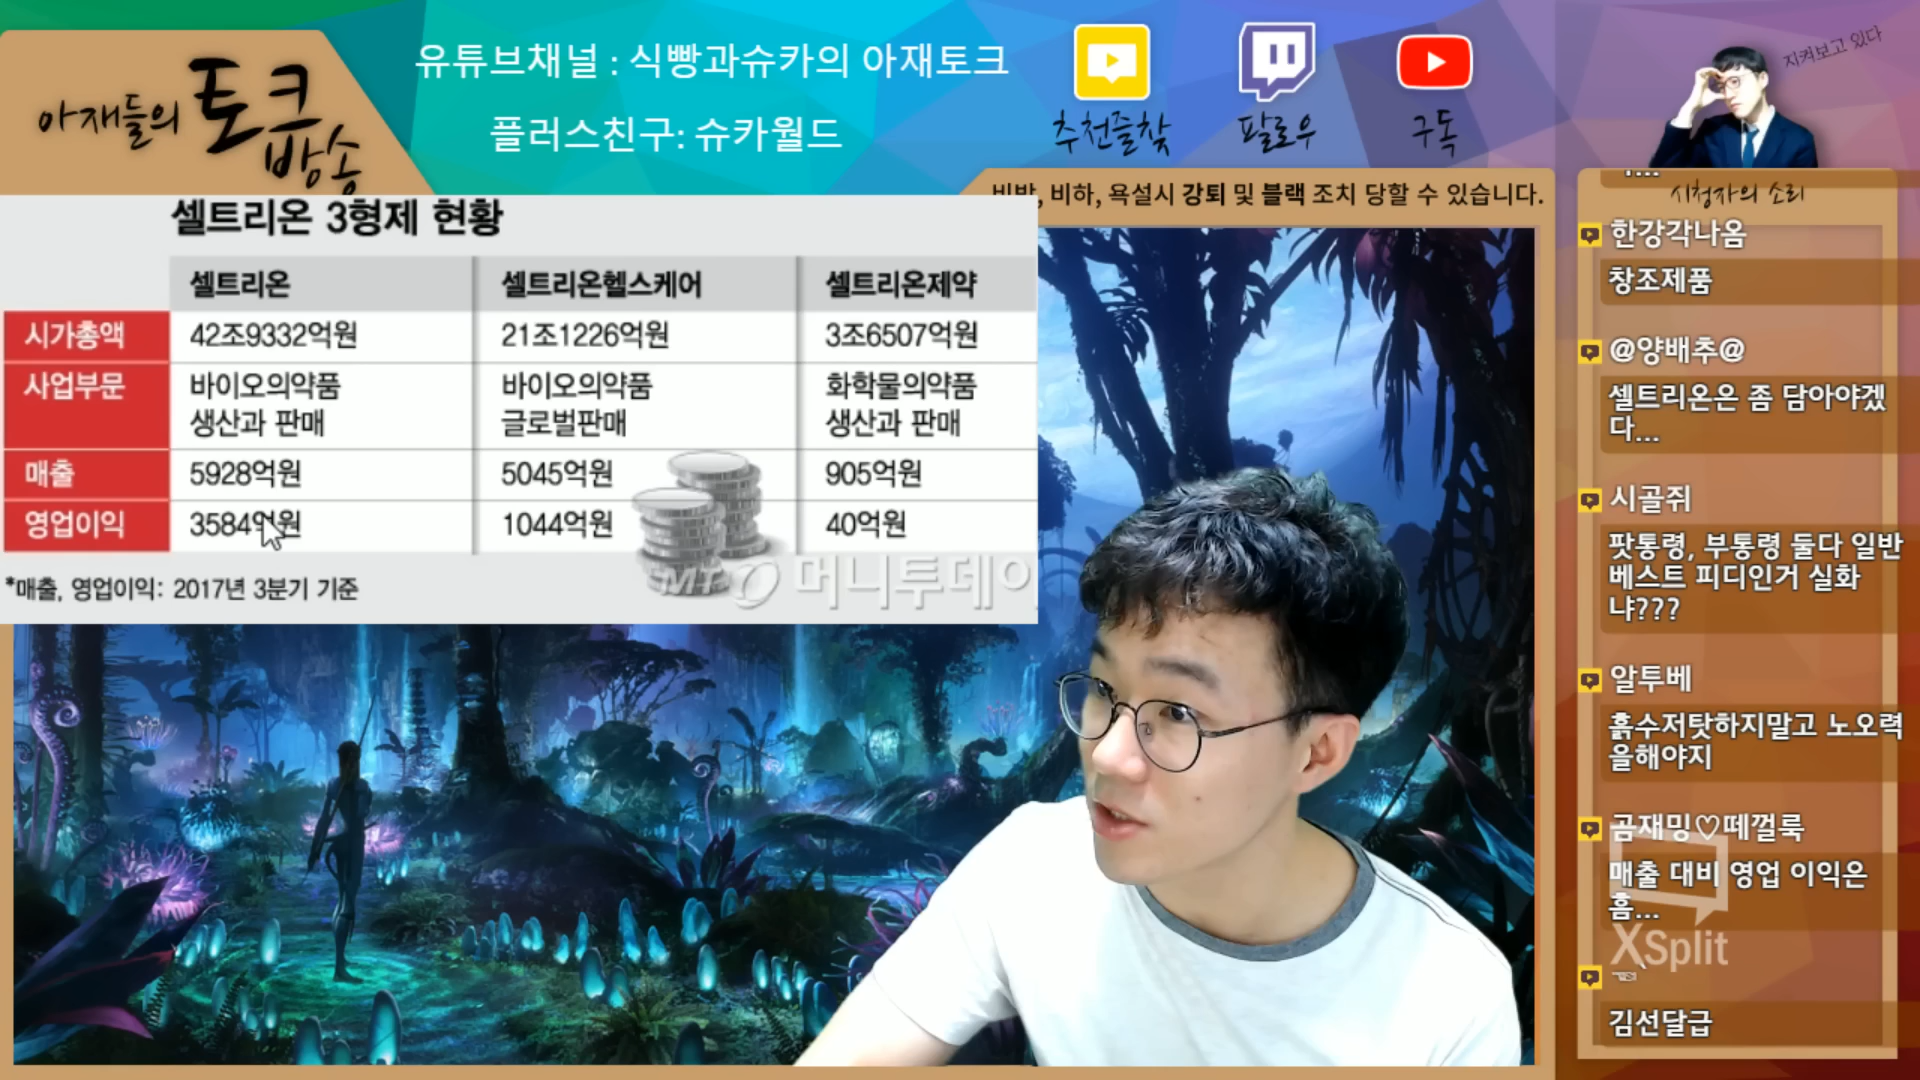 아재들의 토크
방송
유튜브채널 : 식빵과슈카의 아재토크
플러스친구: 슈카월드
추천즐찾
팔로우
구독
지켜보고 있다
비방, 비하, 욕설시 강퇴 및 블랙 조치 당할 수 있습니다.
셀트리온 3형제 현황
셀트리온 셀트리온헬스케어 셀트리온제약
시가총액 42조9332억원 21조1226억원 3조6507억원
사업부문 바이오의약품 바이오의약품 화학물의약품
생산과 판매 글로벌판매 생산과 판매
매출 5928억원 5045억원 905억원
영업이익 3584억원 1044억원 40억원
*매출, 영업이익: 2017년 3분기 기준
MT 머니투데이
시청자의 소리
한강각나옴
창조제품
@양배추@
셀트리온은 좀 담아야겠
다...
시골쥐
팟통령, 부통령 둘다 일반
베스트 피디인거 실화
냐???
알투베
흙수저탓하지말고 노오력
을해야지
곰재밍♡떼껄룩
매출 대비 영업 이익은
흠...
XSplit
김선달급